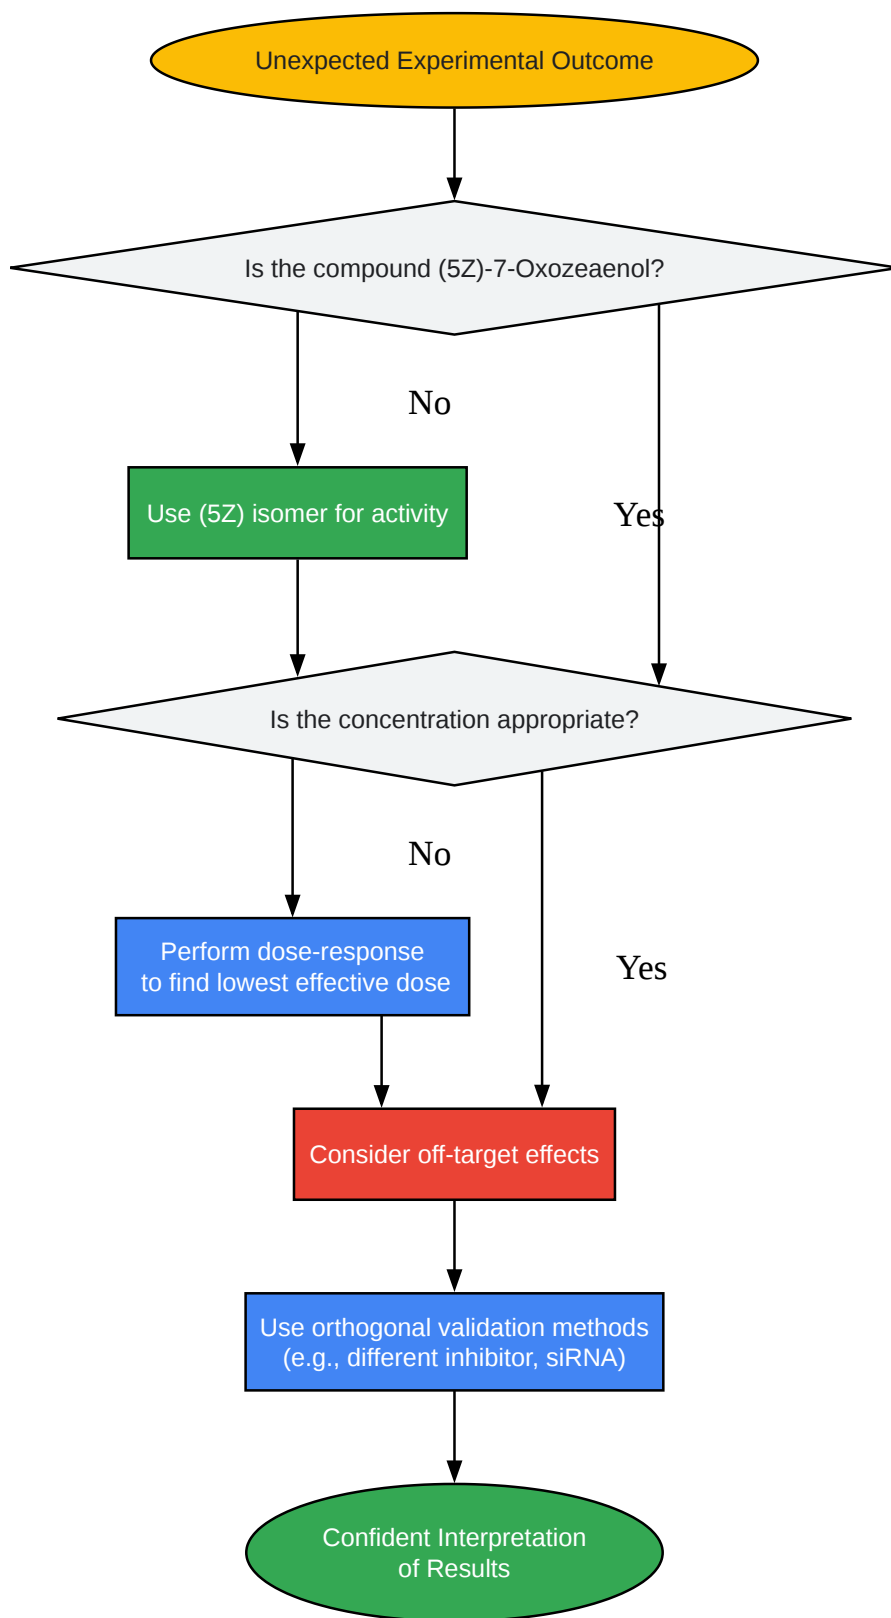 Unexpected Experimental Outcome
Is the compound (5Z)-7-Oxozeaenol?
No
Use (5Z) isomer for activity
Yes
Is the concentration appropriate?
No
Perform dose-response
to find lowest effective dose
Yes
Consider off-target effects
Use orthogonal validation methods
(e.g., different inhibitor, siRNA)
Confident Interpretation
of Results